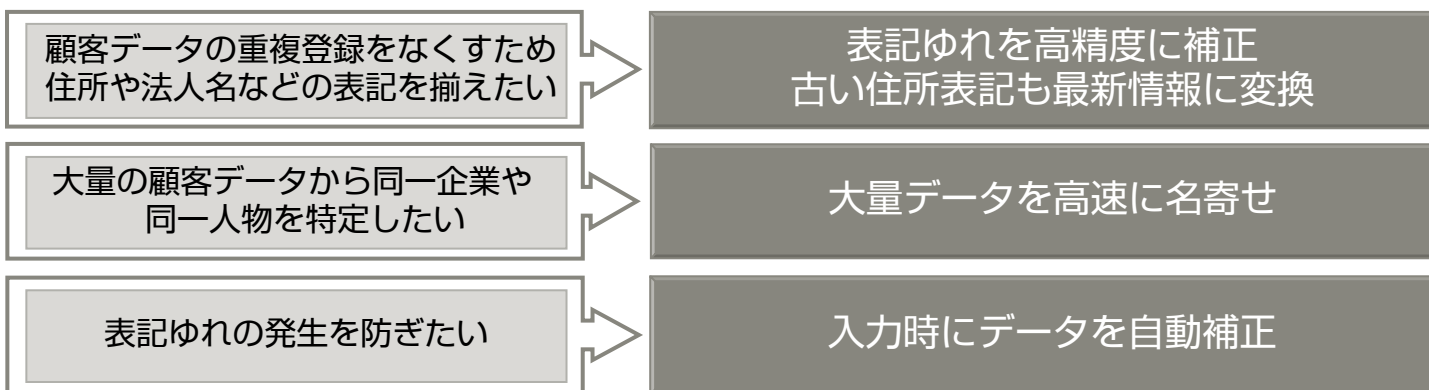 顧客データの重複登録をなくすため
住所や法人名などの表記を揃えたい
表記ゆれを高精度に補正
古い住所表記も最新情報に変換
大量の顧客データから同一企業や
同一人物を特定したい
大量データを高速に名寄せ
表記ゆれの発生を防ぎたい
入力時にデータを自動補正